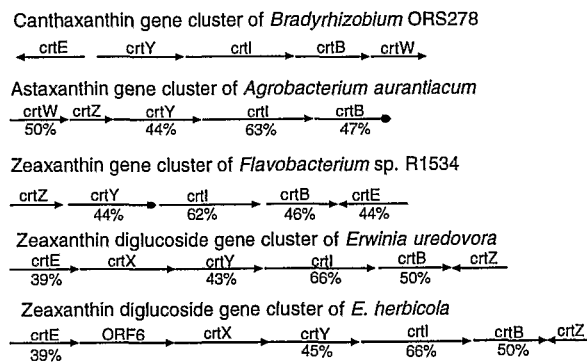 Canthaxanthin gene cluster of Bradyrhizobium ORS278
crtE crtY crtI crtB crtW
Astaxanthin gene cluster of Agrobacterium aurantiacum
crtW crtZ crtY crtI crtB
50% 44% 63% 47%
Zeaxanthin gene cluster of Flavobacterium sp. R1534
crtZ crtY crtI crtB crtE
44% 62% 46% 44%
Zeaxanthin diglucoside gene cluster of Erwinia uredovora
crtE crtX crtY crtI crtB crtZ
39% 43% 66% 50%
Zeaxanthin diglucoside gene cluster of E. herbicola
crtE ORF6 crtX crtY crtI crtB crtZ
39% 45% 66% 50%